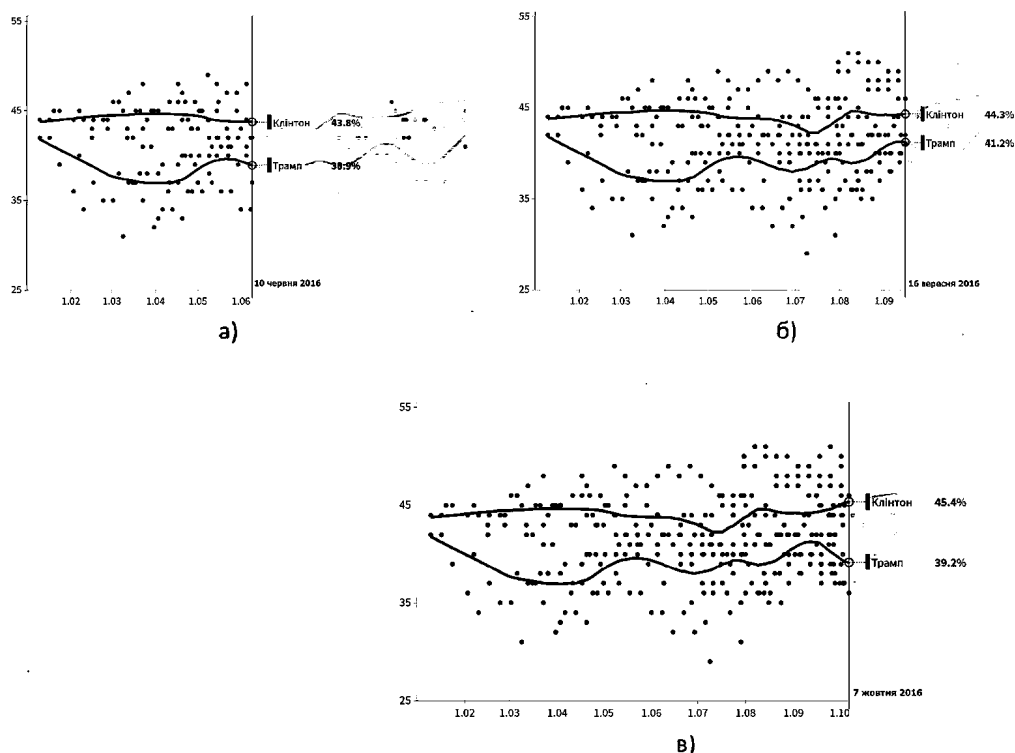 55
45
35
25
Клінтон 43.8%
Трамп 38.9%
10 червня 2016
1.02 1.03 1.04 1.05 1.06
а)
55
45
35
25
Клінтон 44.3%
Трамп 41.2%
16 вересня 2016
1.02 1.03 1.04 1.05 1.06 1.07 1.08 1.09
б)
55
45
35
25
Клінтон 45.4%
Трамп 39.2%
7 жовтня 2016
1.02 1.03 1.04 1.05 1.06 1.07 1.08 1.09 1.10
в)